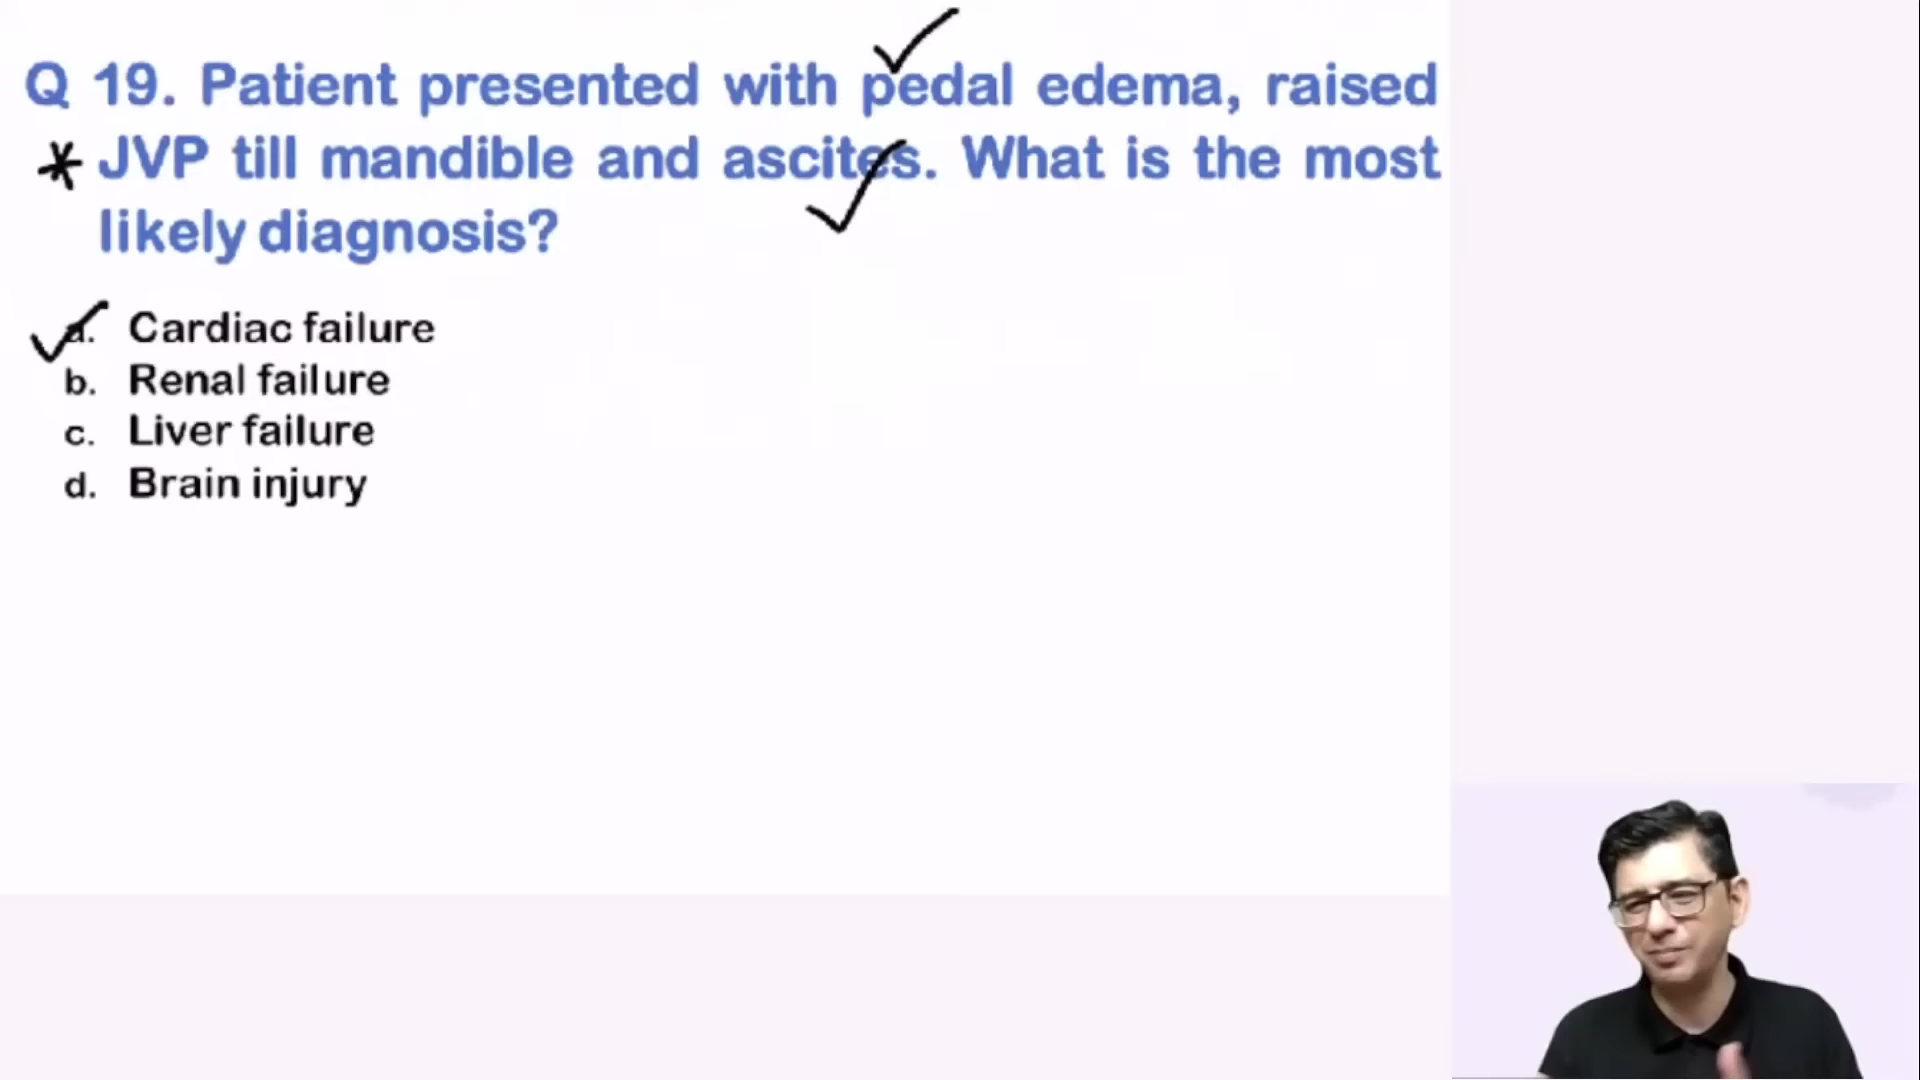 Q 19. Patient presented with pedal edema, raised
* JVP till mandible and ascites. What is the most
likely diagnosis?
a. Cardiac failure
b. Renal failure
c. Liver failure
d. Brain injury